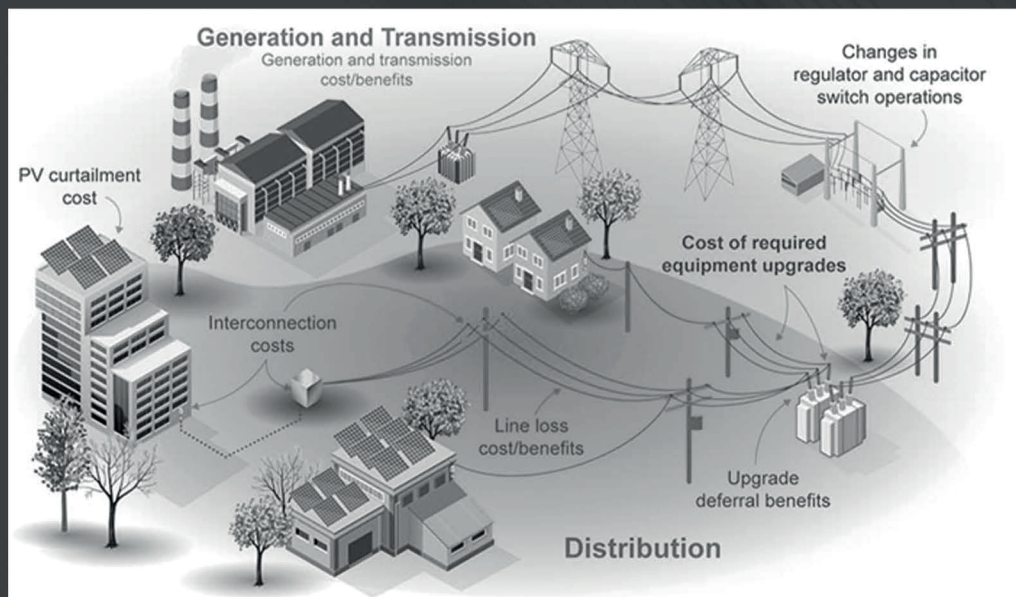 Generation and Transmission
Generation and transmission
cost/benefits
Changes in
regulator and capacitor
switch operations
PV curtailment
cost
Cost of required
equipment upgrades
Interconnection
costs
Line loss
cost/benefits
Upgrade
deferral benefits
Distribution